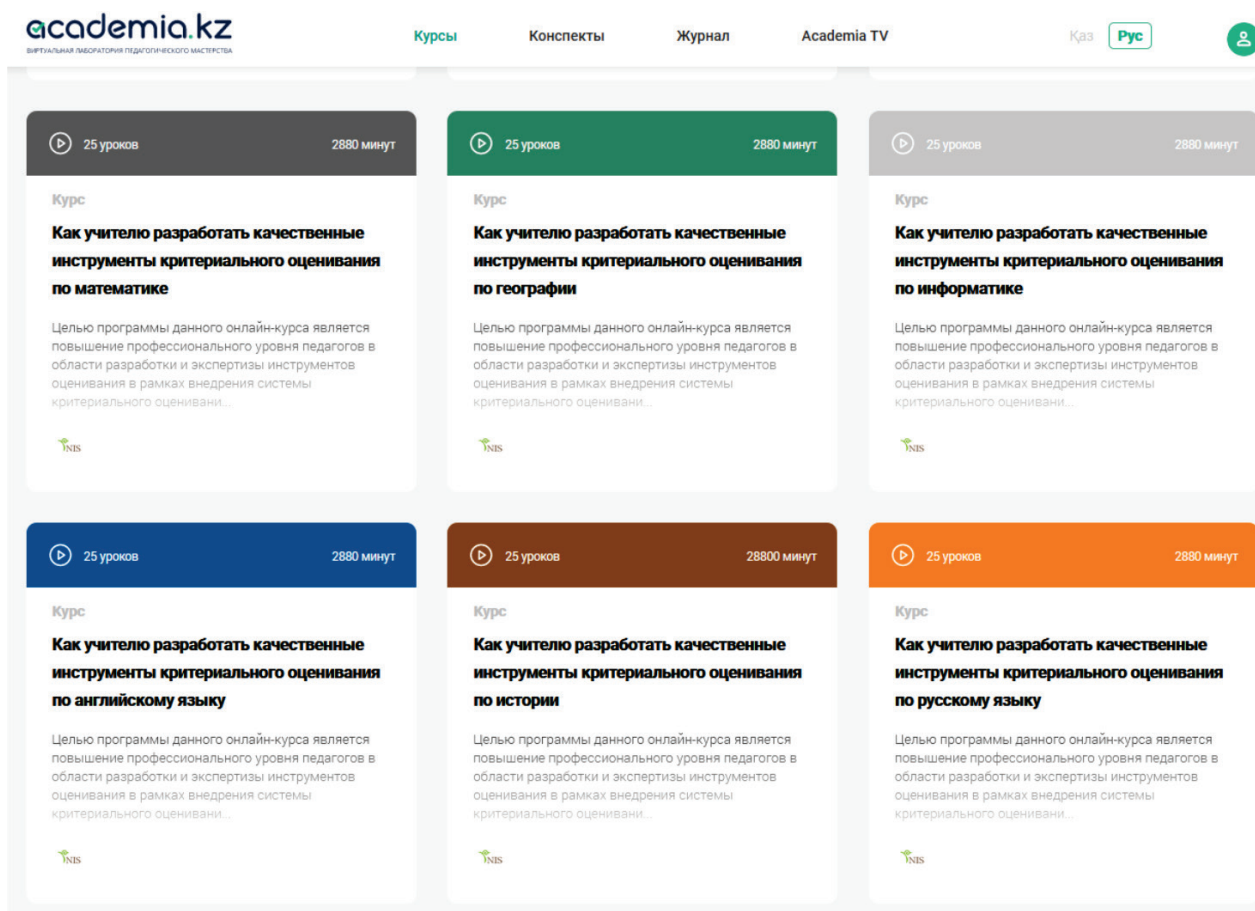 academia.kz
ВИРТУАЛЬНАЯ ЛАБОРАТОРИЯ ПЕДАГОГИЧЕСКОГО МАСТЕРСТВА
Курсы Конспекты Журнал Academia TV Қаз Рус
25 уроков 2880 минут
Курс
Как учителю разработать качественные
инструменты критериального оценивания
по математике
Целью программы данного онлайн-курса является
повышение профессионального уровня педагогов в
области разработки и экспертизы инструментов
оценивания в рамках внедрения системы
критериального оценивани...
NIS
25 уроков 2880 минут
Курс
Как учителю разработать качественные
инструменты критериального оценивания
по географии
Целью программы данного онлайн-курса является
повышение профессионального уровня педагогов в
области разработки и экспертизы инструментов
оценивания в рамках внедрения системы
критериального оценивани...
NIS
25 уроков 2880 минут
Курс
Как учителю разработать качественные
инструменты критериального оценивания
по информатике
Целью программы данного онлайн-курса является
повышение профессионального уровня педагогов в
области разработки и экспертизы инструментов
оценивания в рамках внедрения системы
критериального оценивани...
NIS
25 уроков 2880 минут
Курс
Как учителю разработать качественные
инструменты критериального оценивания
по английскому языку
Целью программы данного онлайн-курса является
повышение профессионального уровня педагогов в
области разработки и экспертизы инструментов
оценивания в рамках внедрения системы
критериального оценивани...
NIS
25 уроков 28800 минут
Курс
Как учителю разработать качественные
инструменты критериального оценивания
по истории
Целью программы данного онлайн-курса является
повышение профессионального уровня педагогов в
области разработки и экспертизы инструментов
оценивания в рамках внедрения системы
критериального оценивани...
NIS
25 уроков 2880 минут
Курс
Как учителю разработать качественные
инструменты критериального оценивания
по русскому языку
Целью программы данного онлайн-курса является
повышение профессионального уровня педагогов в
области разработки и экспертизы инструментов
оценивания в рамках внедрения системы
критериального оценивани...
NIS